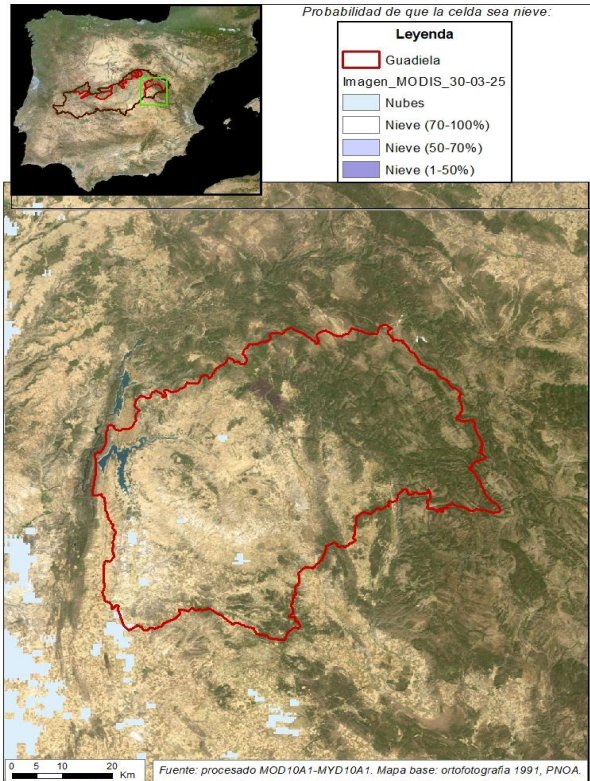 Probabilidad de que la celda sea nieve:
Leyenda
Guadiela
Imagen_MODIS_30-03-25
Nubes
Nieve (70-100%)
Nieve (50-70%)
Nieve (1-50%)
0 5 10 20
Km
Fuente: procesado MOD10A1-MYD10A1. Mapa base: ortofotografia 1991, PNOA.